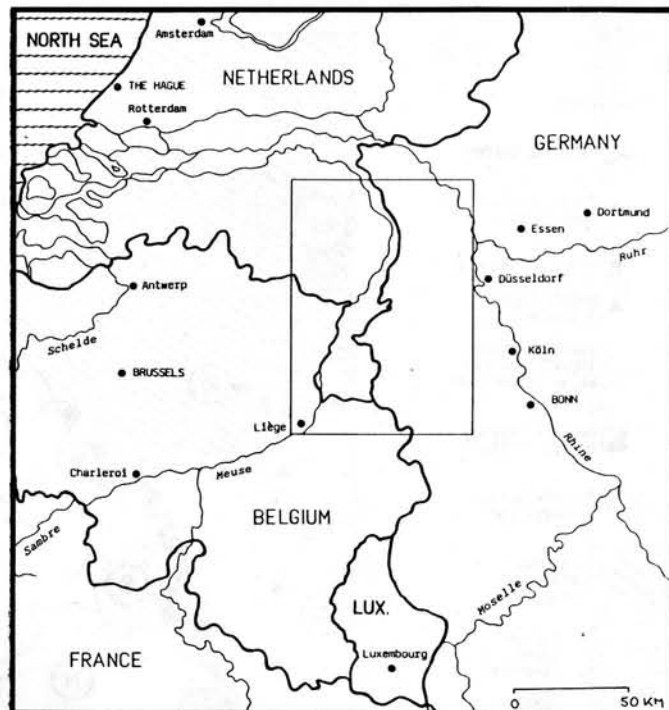 Amsterdam
NORTH SEA
NETHERLANDS
THE HAGUE
Rotterdam
GERMANY
Dortmund
Essen
Ruhr
Düsseldorf
Antwerp
Schelde
Köln
BRUSSELS
BONN
Liège
Rhine
Charleroi
Meuse
BELGIUM
Sambre
Moselle
LUX.
Luxembourg
FRANCE
0 50 KM